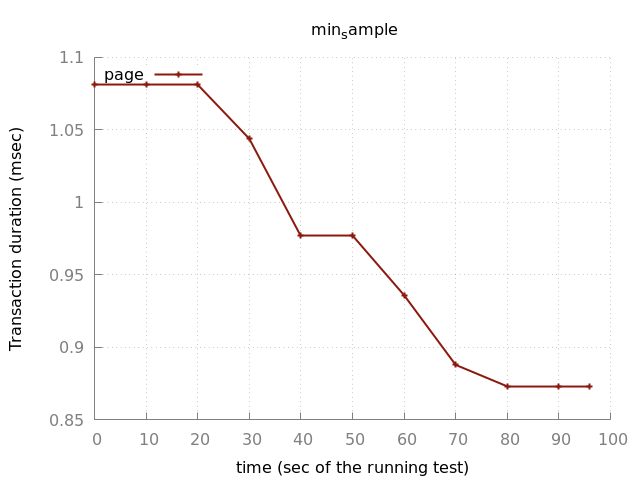 min_sample
1.1
page
1.05
1
0.95
0.9
0.85
Transaction duration (msec)
0 10 20 30 40 50 60 70 80 90 100
time (sec of the running test)